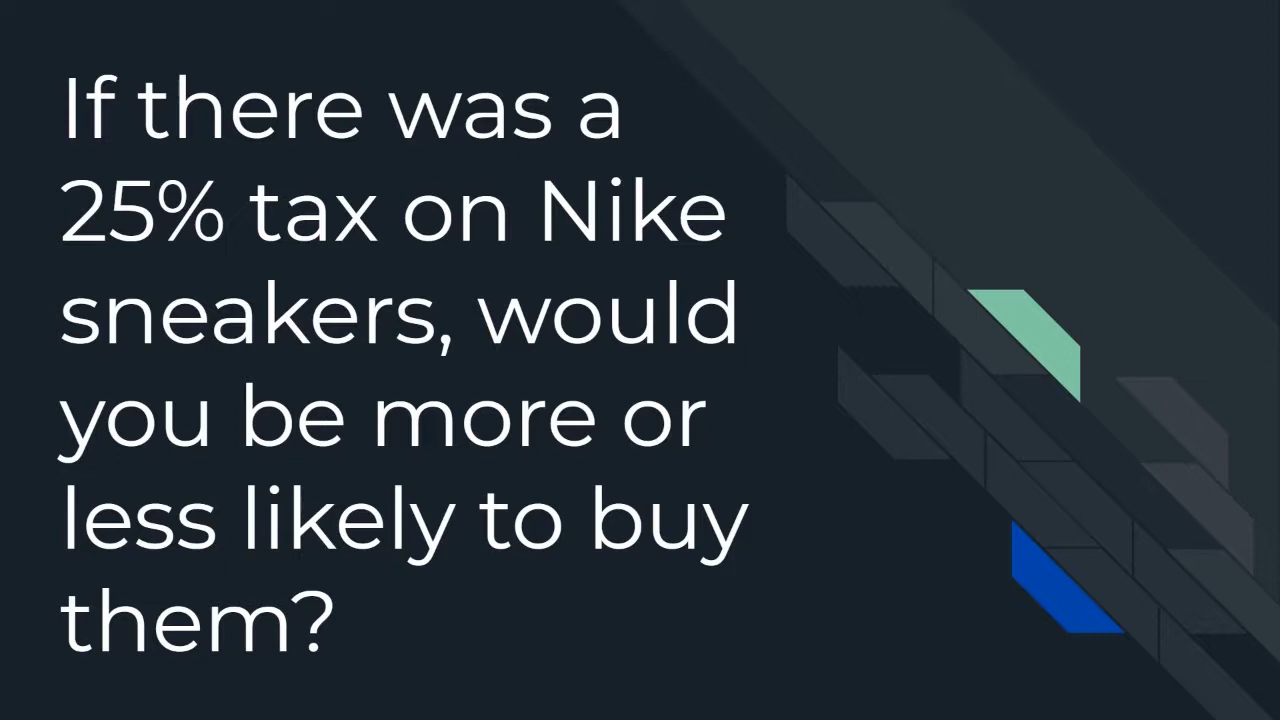 If there was a
25% tax on Nike
sneakers, would
you be more or
less likely to buy
them?